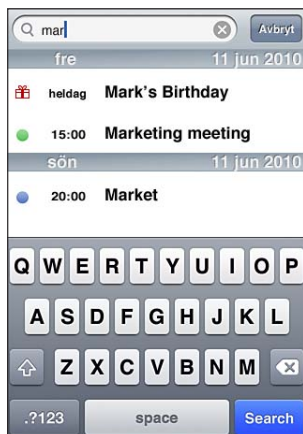 mar
Avbryt
fre 11 jun 2010
heldag Mark's Birthday
15:00 Marketing meeting
sön 11 jun 2010
20:00 Market
Q W E R T Y U I O P
A S D F G H J K L
Z X C V B N M
.?123 space Search